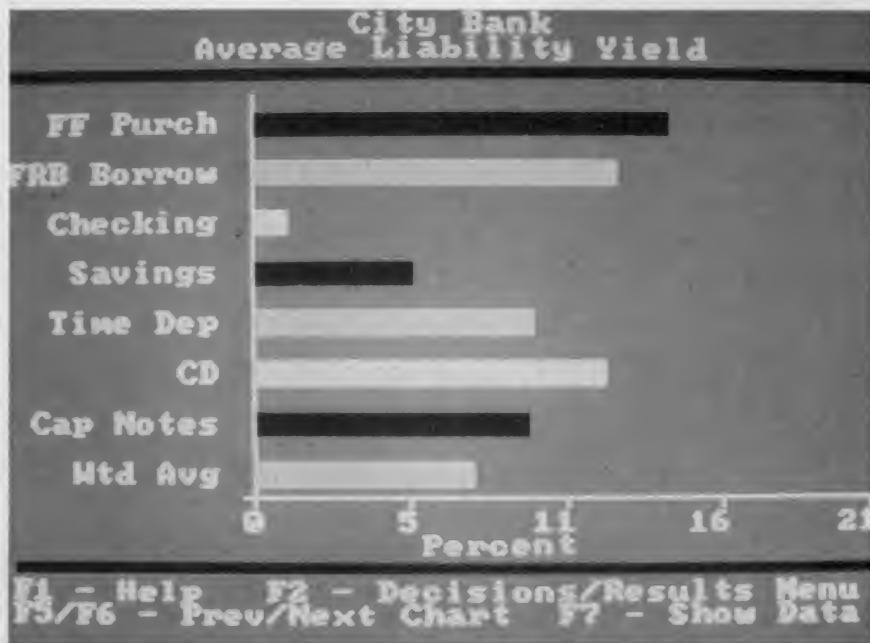 City Bank
Average Liability Yield
FF Purch
FRB Borrow
Checking
Savings
Time Dep
CD
Cap Notes
Wtd Avg
0 5 11 16 21
Percent
F1 - Help F2 - Decisions/Results Menu
F5/F6 - Prev/Next Chart F7 - Show Data